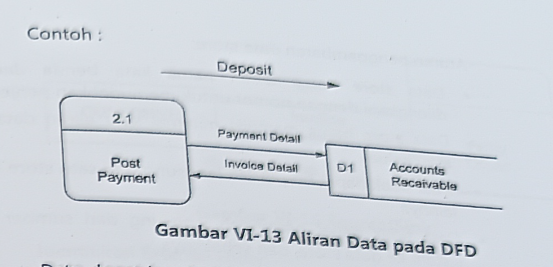 Contoh :
Deposit
2.1
Post
Payment
Payment Detail
Invoice Detail
D1
Accounts
Receivable
Gambar VI-13 Aliran Data pada DFD